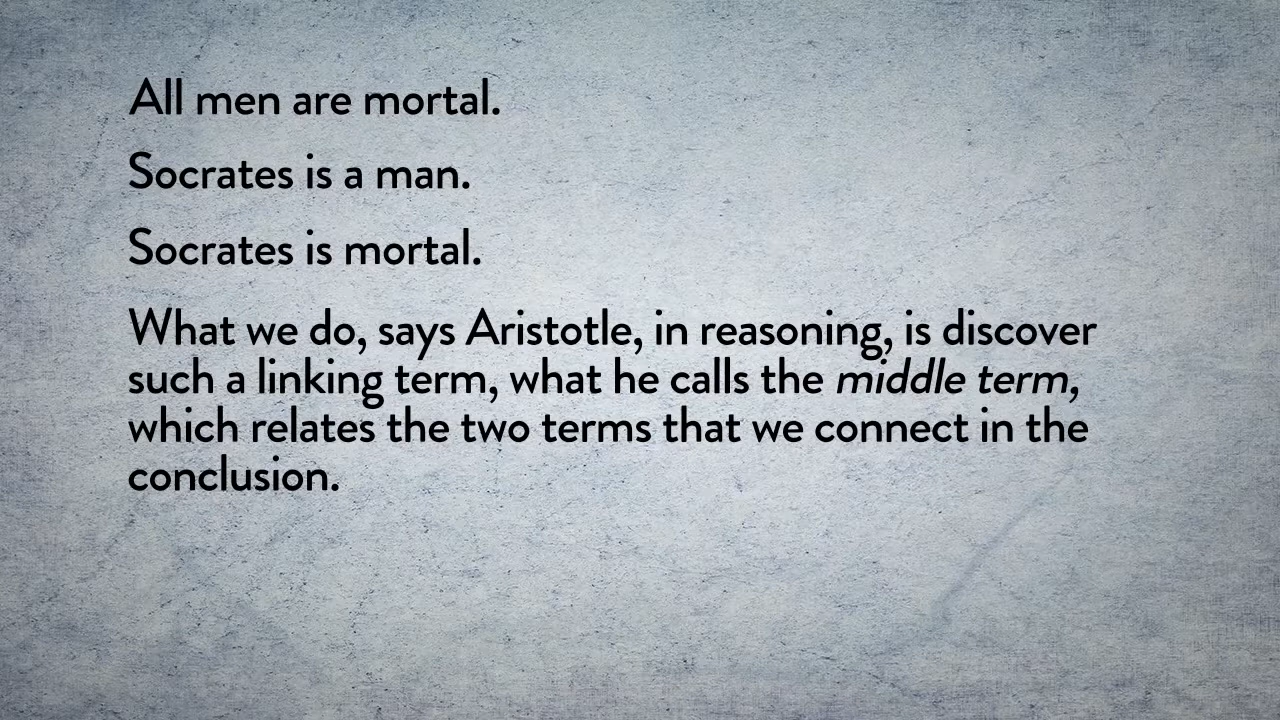 All men are mortal.
Socrates is a man.
Socrates is mortal.
What we do, says Aristotle, in reasoning, is discover
such a linking term, what he calls the middle term,
which relates the two terms that we connect in the
conclusion.